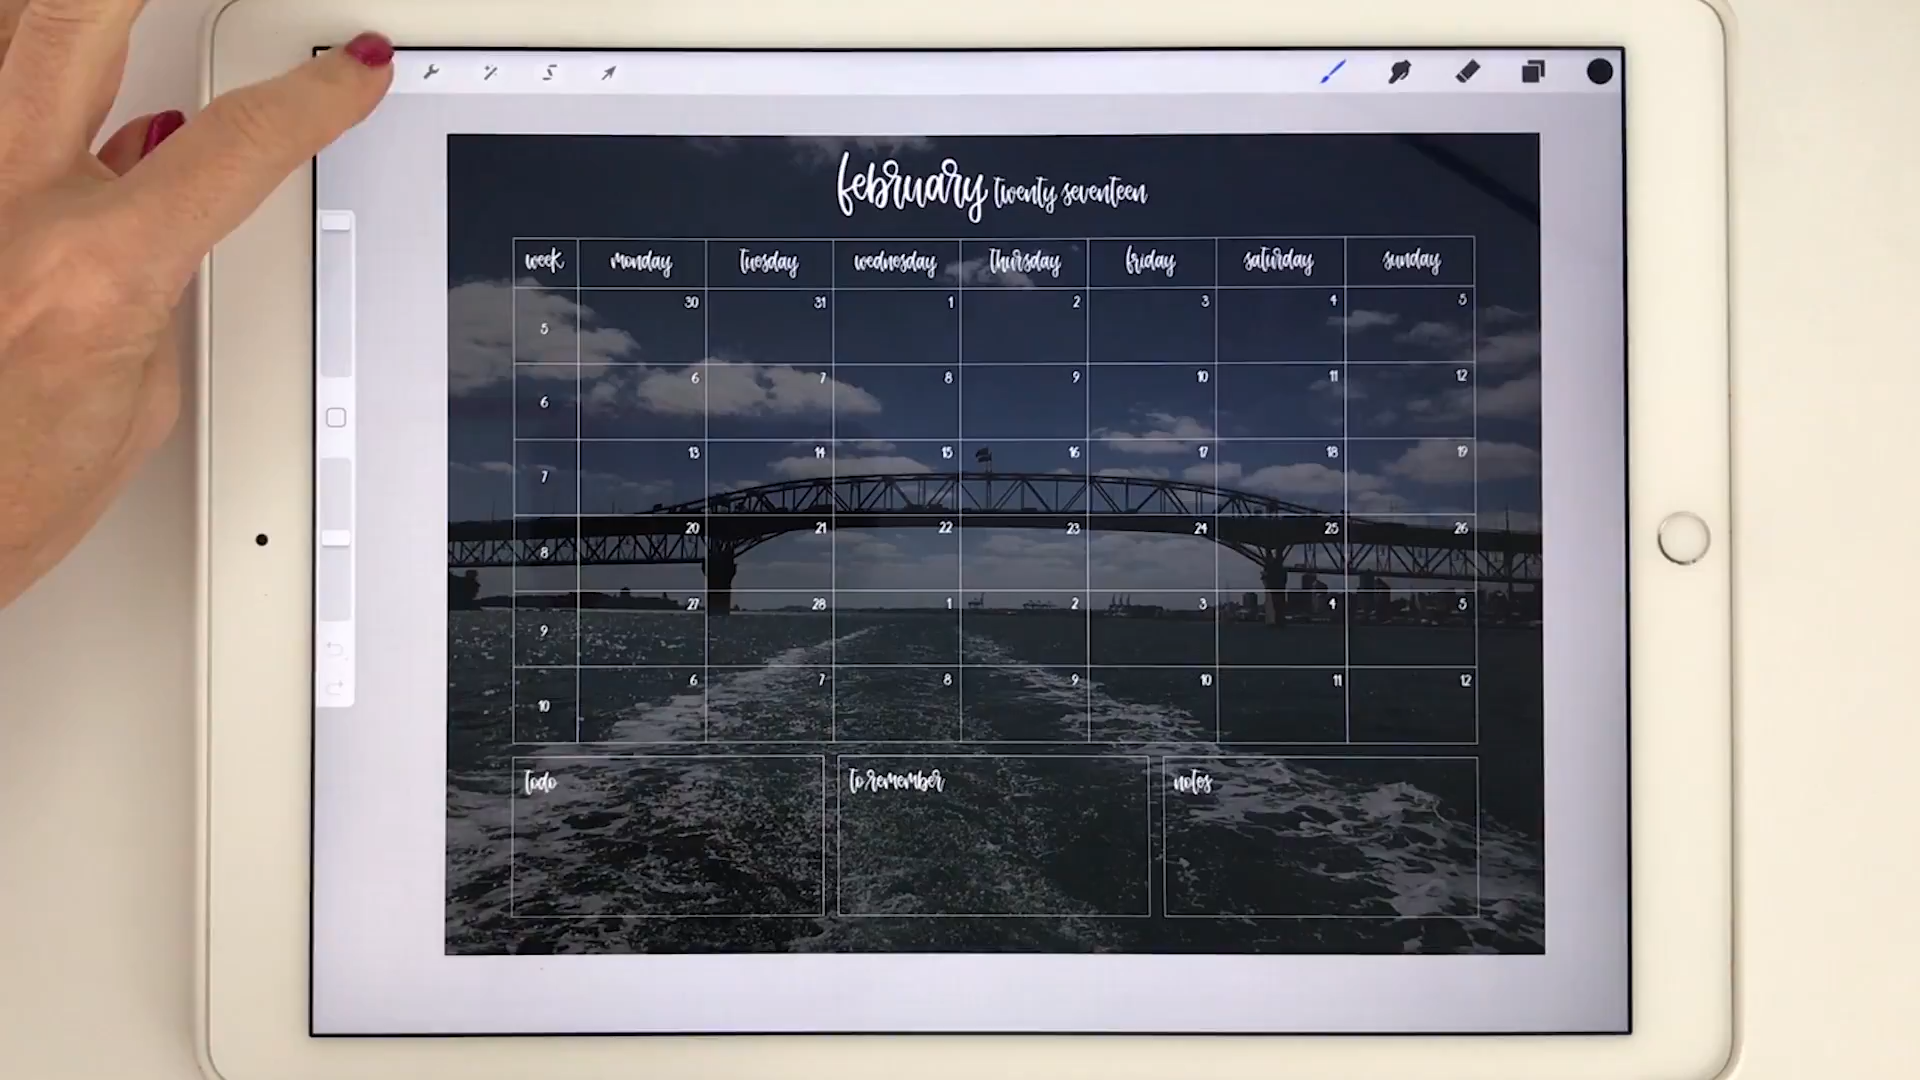 february twenty seventeen
week monday tuesday wednesday thursday friday saturday sunday
5 30 31 1 2 3 4 5
6 6 7 8 9 10 11 12
7 13 14 15 16 17 18 19
8 20 21 22 23 24 25 26
9 27 28 1 2 3 4 5
10 6 7 8 9 10 11 12
todo to remember notes